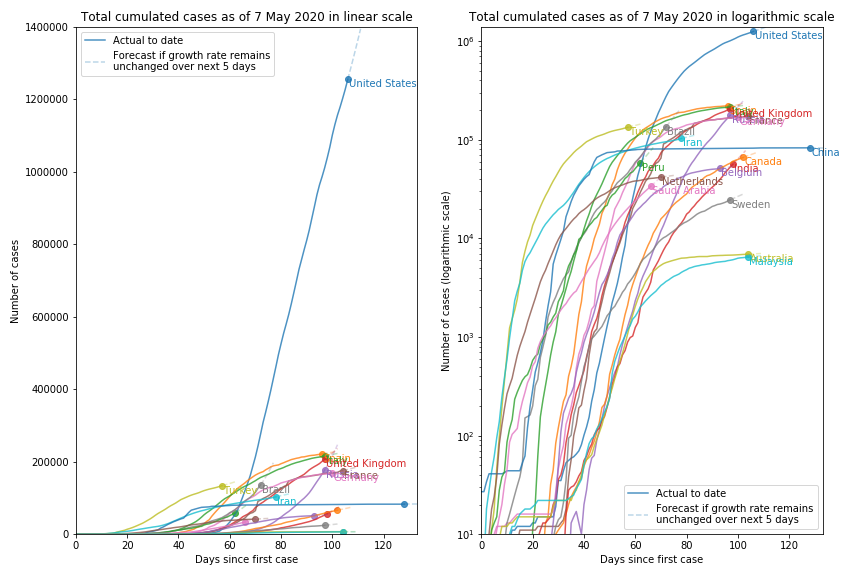 Total cumulated cases as of 7 May 2020 in linear scale
Actual to date
Forecast if growth rate remains
unchanged over next 5 days
Number of cases
1400000
1200000
1000000
800000
600000
400000
200000
0
0 20 40 60 80 100 120
Days since first case
United States
United Kingdom
Turkey
Brazil
Iran
France
Germany
Total cumulated cases as of 7 May 2020 in logarithmic scale
Number of cases (logarithmic scale)
10^6
10^5
10^4
10^3
10^2
10^1
0 20 40 60 80 100 120
Days since first case
United States
United Kingdom
France
Germany
Turkey
Brazil
Iran
China
Peru
Canada
India
Belgium
Netherlands
Saudi Arabia
Sweden
Australia
Malaysia
Actual to date
Forecast if growth rate remains
unchanged over next 5 days